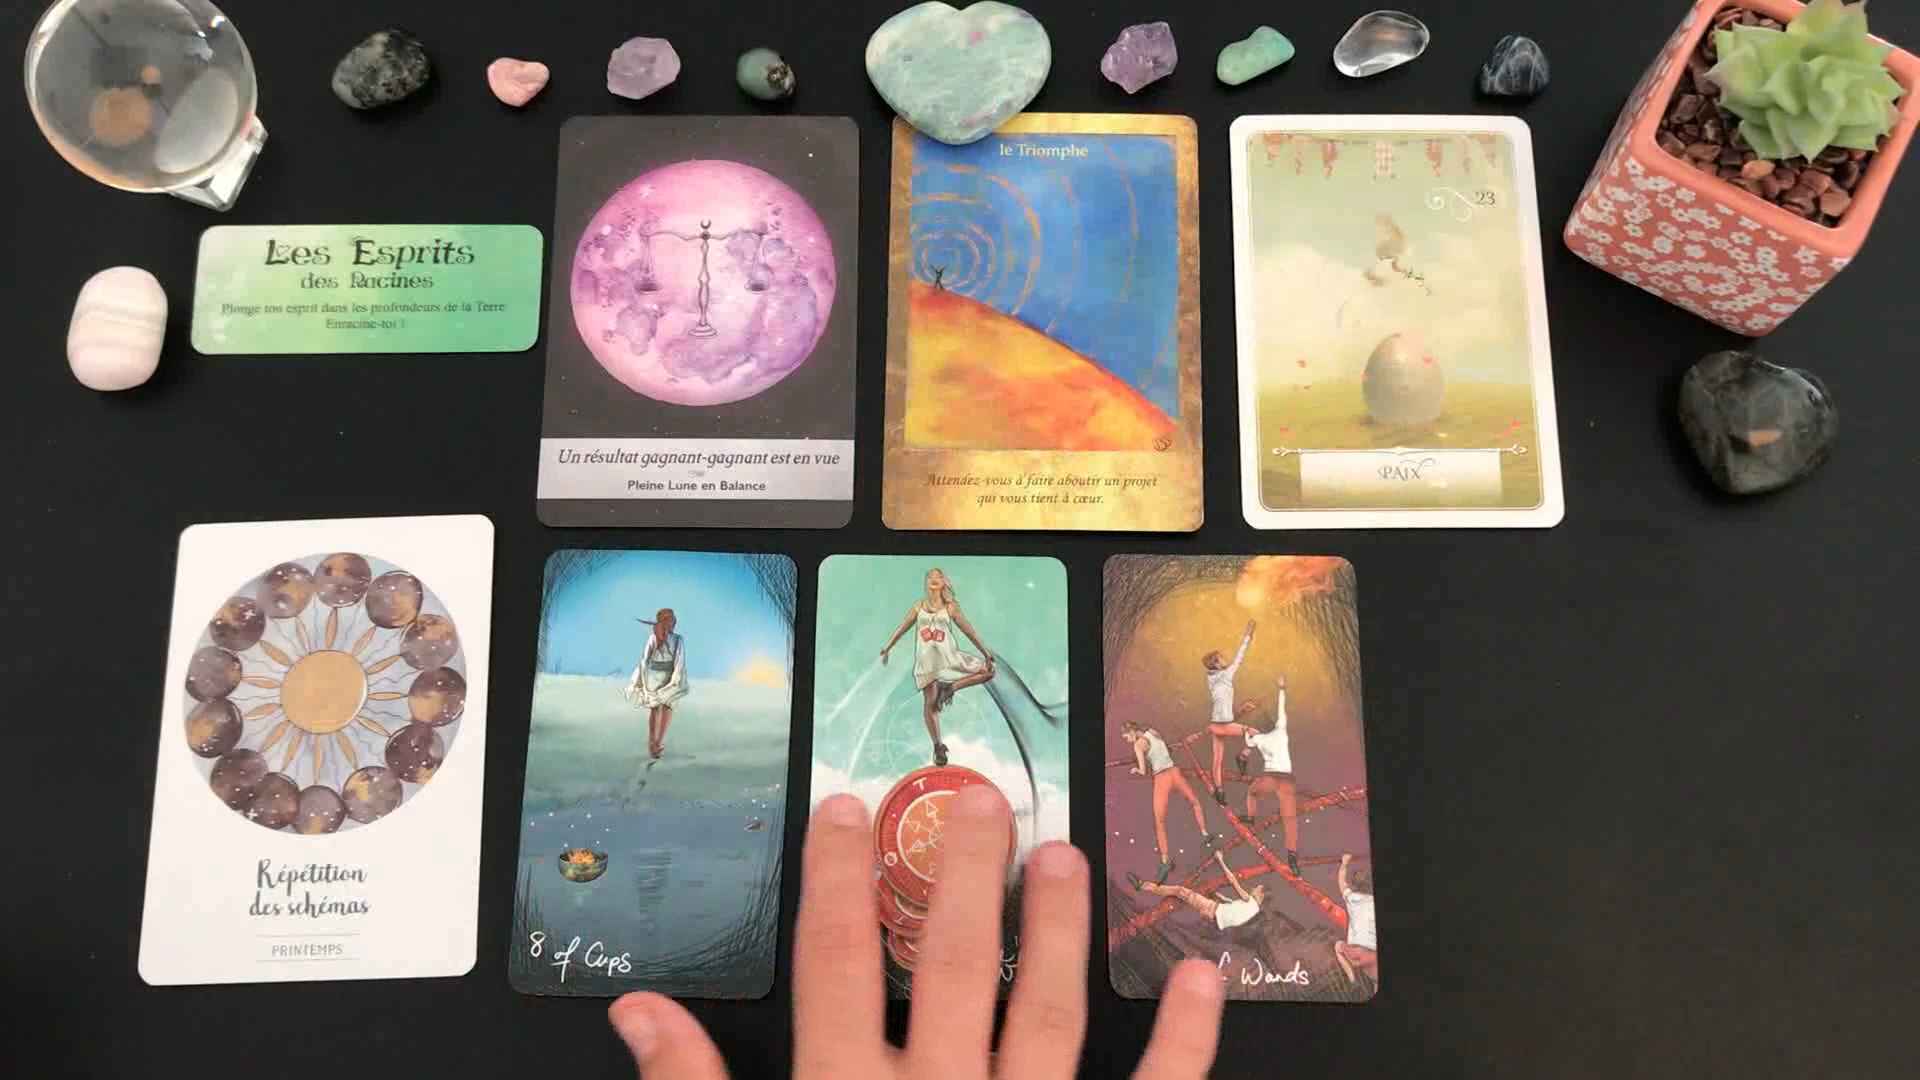 Les Esprits
des Racines
Plonge ton esprit dans les profondeurs de la Terre
Enracine-toi !
Un résultat gagnant-gagnant est en vue
Pleine Lune en Balance
le Triomphe
Attendez-vous à faire aboutir un projet
qui vous tient à cœur.
23
PAIX
Répétition
des schémas
PRINTEMPS
8 of Cups
of Wands